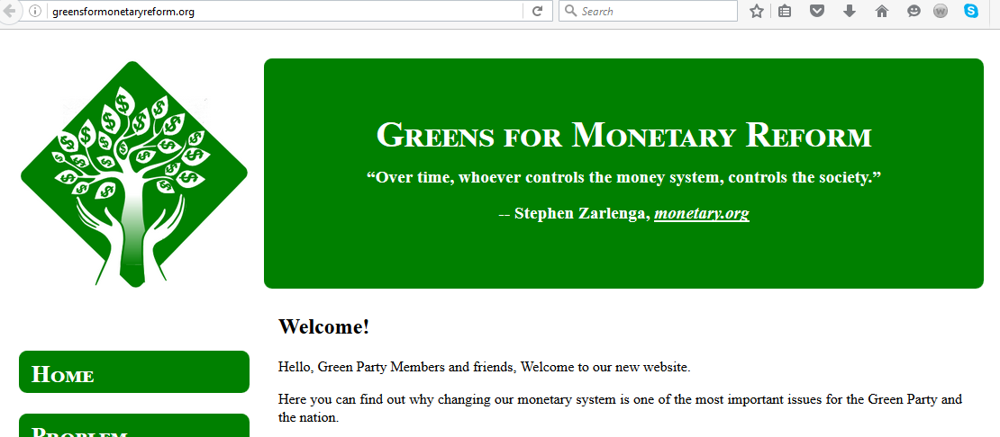 greensformonetaryreform.org
Search
Greens for Monetary Reform
“Over time, whoever controls the money system, controls the society.”
-- Stephen Zarlenga, monetary.org
Welcome!
Hello, Green Party Members and friends, Welcome to our new website.
Here you can find out why changing our monetary system is one of the most important issues for the Green Party and
the nation.
Home
Problem